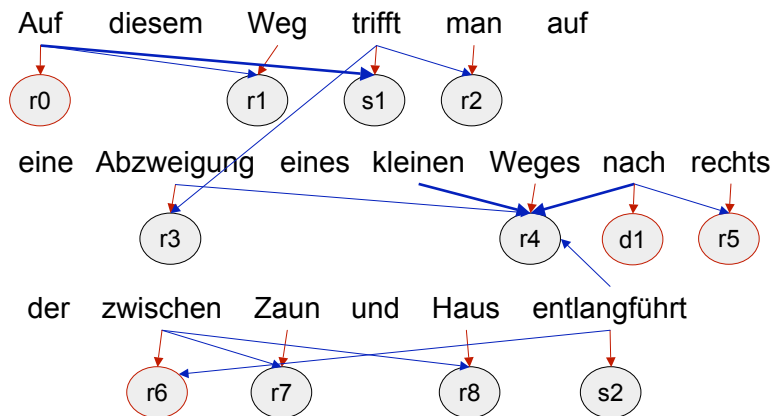 Auf diesem Weg trifft man auf
r0 r1 s1 r2
eine Abzweigung eines kleinen Weges nach rechts
r3 r4 d1 r5
der zwischen Zaun und Haus entlangführt
r6 r7 r8 s2